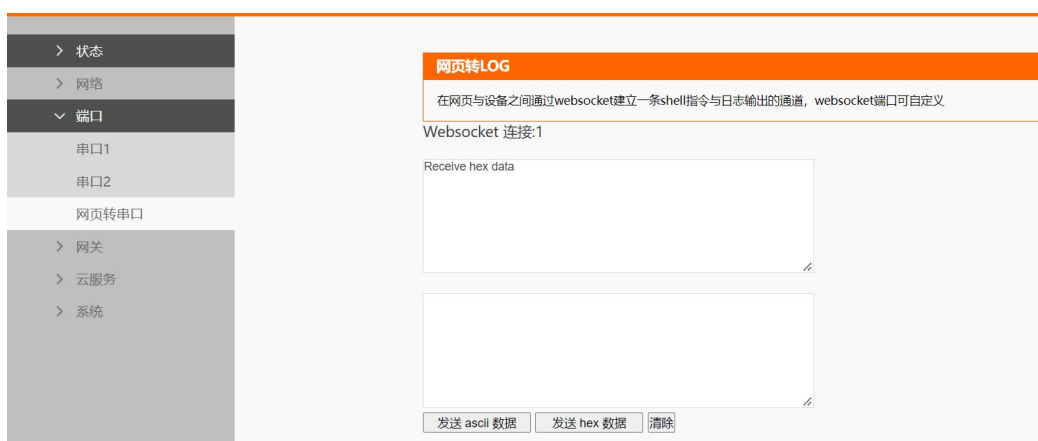 状态
网络
端口
串口1
串口2
网页转串口
网关
云服务
系统
网页转LOG
在网页与设备之间通过websocket建立一条shell指令与日志输出的通道，websocket端口可自定义
Websocket 连接:1
Receive hex data
发送 ascii 数据 发送 hex 数据 清除